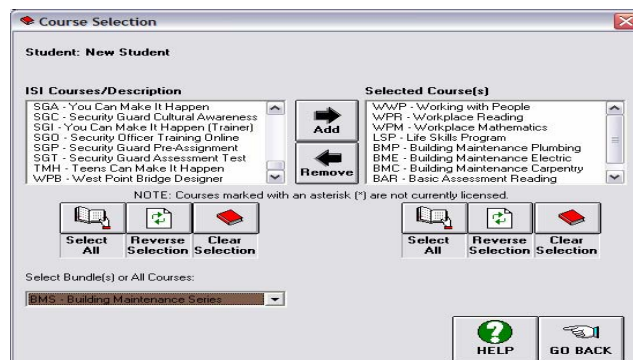 Course Selection
Student: New Student
ISI Courses/Description
SGA - You Can Make It Happen
SGC - Security Guard Cultural Awareness
SGI - You Can Make It Happen (Trainer)
SGO - Security Officer Training Online
SGP - Security Guard Pre-Assignment
SGT - Security Guard Assessment Test
TMH - Teens Can Make It Happen
WPB - West Point Bridge Designer
Add
Remove
Selected Course(s)
WWP - Working with People
WPR - Workplace Reading
WPM - Workplace Mathematics
LSP - Life Skills Program
BMP - Building Maintenance Plumbing
BME - Building Maintenance Electric
BMC - Building Maintenance Carpentry
BAR - Basic Assessment Reading
NOTE: Courses marked with an asterisk (*) are not currently licensed.
Select All
Reverse Selection
Clear Selection
Select All
Reverse Selection
Clear Selection
Select Bundle(s) or All Courses:
BMS - Building Maintenance Series
HELP
GO BACK